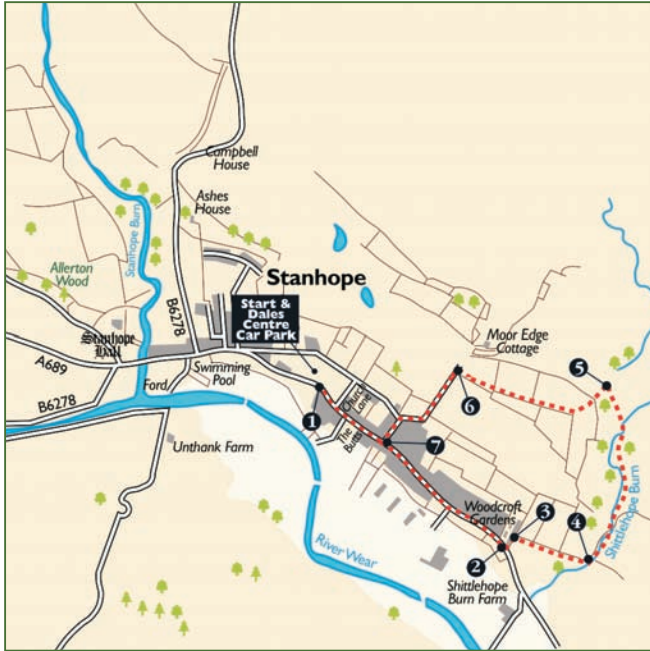 Campbell
House
Ashes
House
Stanhope Burn
Allerton
Wood
B6278
Stanhope
Start &
Dales
Centre
Car Park
Stanhope
Hall
A689
B6278
Ford
Swimming
Pool
Unthank Farm
Moor Edge
Cottage
Church
Lane
The Butts
1
7
6
5
Woodcroft
Gardens
3
4
2
Shittlehope
Burn Farm
Shittlehope Burn
River Wear